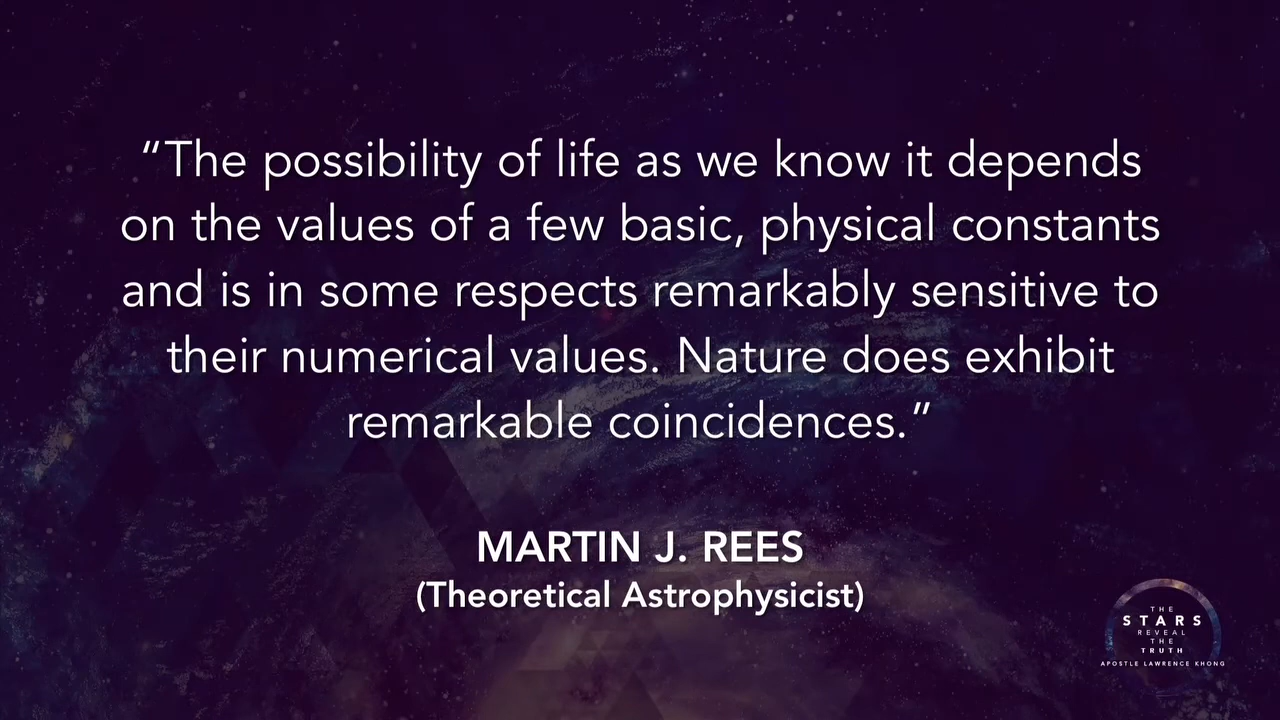 “The possibility of life as we know it depends
on the values of a few basic, physical constants
and is in some respects remarkably sensitive to
their numerical values. Nature does exhibit
remarkable coincidences.”
MARTIN J. REES
(Theoretical Astrophysicist)
THE
STARS
REVEAL
THE
TRUTH
APOSTLE LAWRENCE KHONG